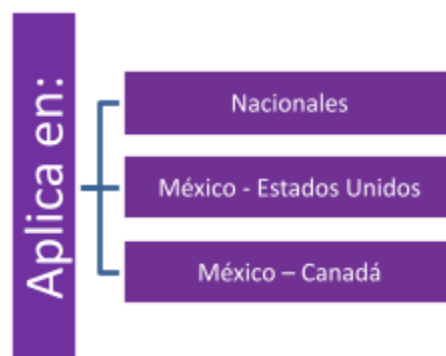 Aplica en:
Nacionales
México - Estados Unidos
México – Canadá